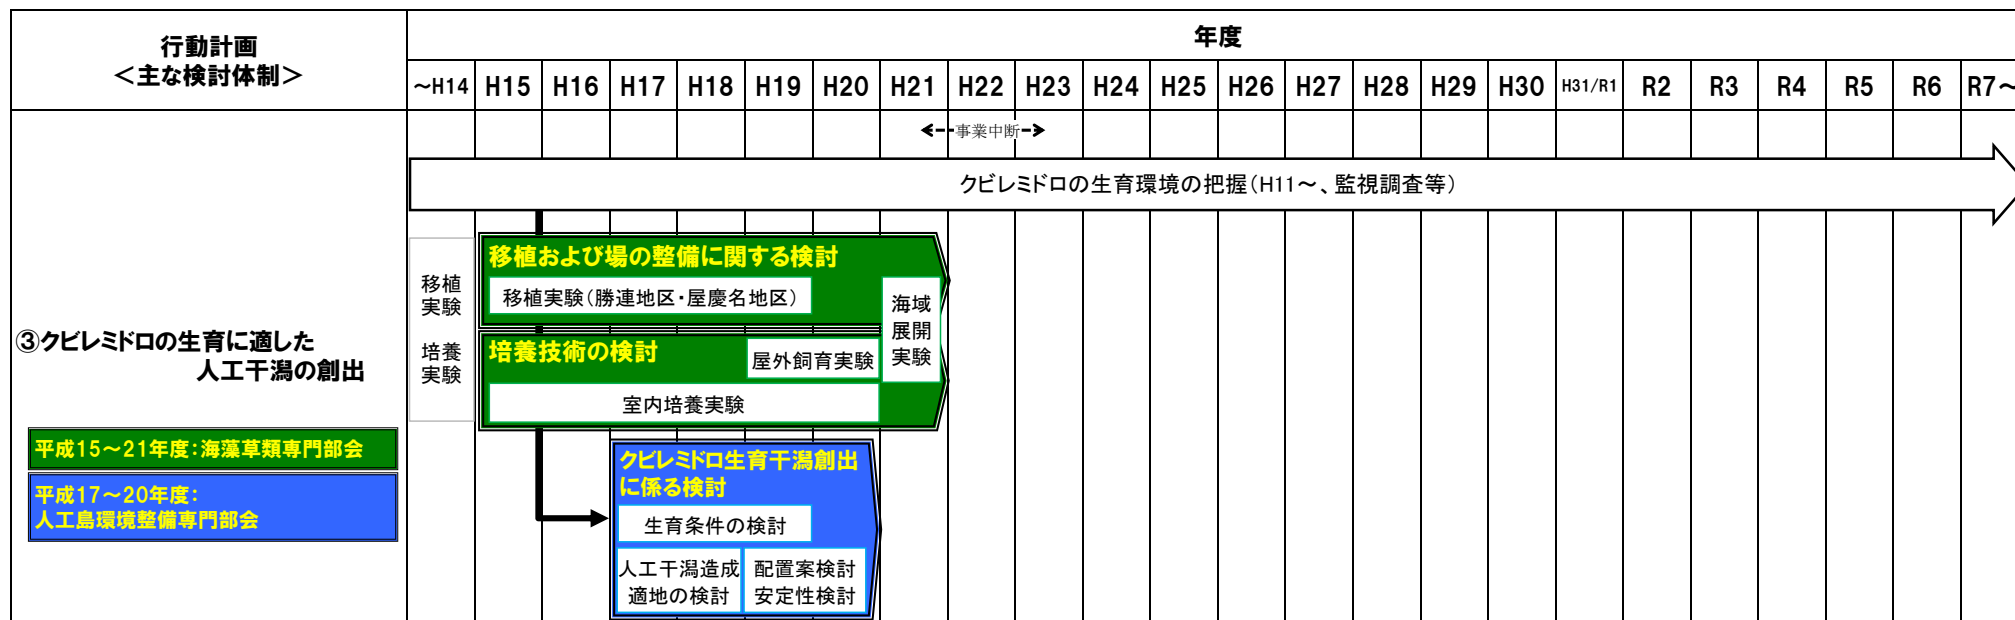 行動計画
＜主な検討体制＞
年度
～H14 H15 H16 H17 H18 H19 H20 H21 H22 H23 H24 H25 H26 H27 H28 H29 H30 H31/R1 R2 R3 R4 R5 R6 R7～
事業中断
クビレミドロの生育環境の把握（H11～、監視調査等）
③クビレミドロの生育に適した
人工干潟の創出
平成15～21年度：海藻草類専門部会
平成17～20年度：
人工島環境整備専門部会
移植
実験
培養
実験
移植および場の整備に関する検討
移植実験（勝連地区・屋慶名地区）
海域
展開
実験
培養技術の検討
屋外飼育実験
室内培養実験
クビレミドロ生育干潟創出
に係る検討
生育条件の検討
人工干潟造成
適地の検討
配置案検討
安定性検討